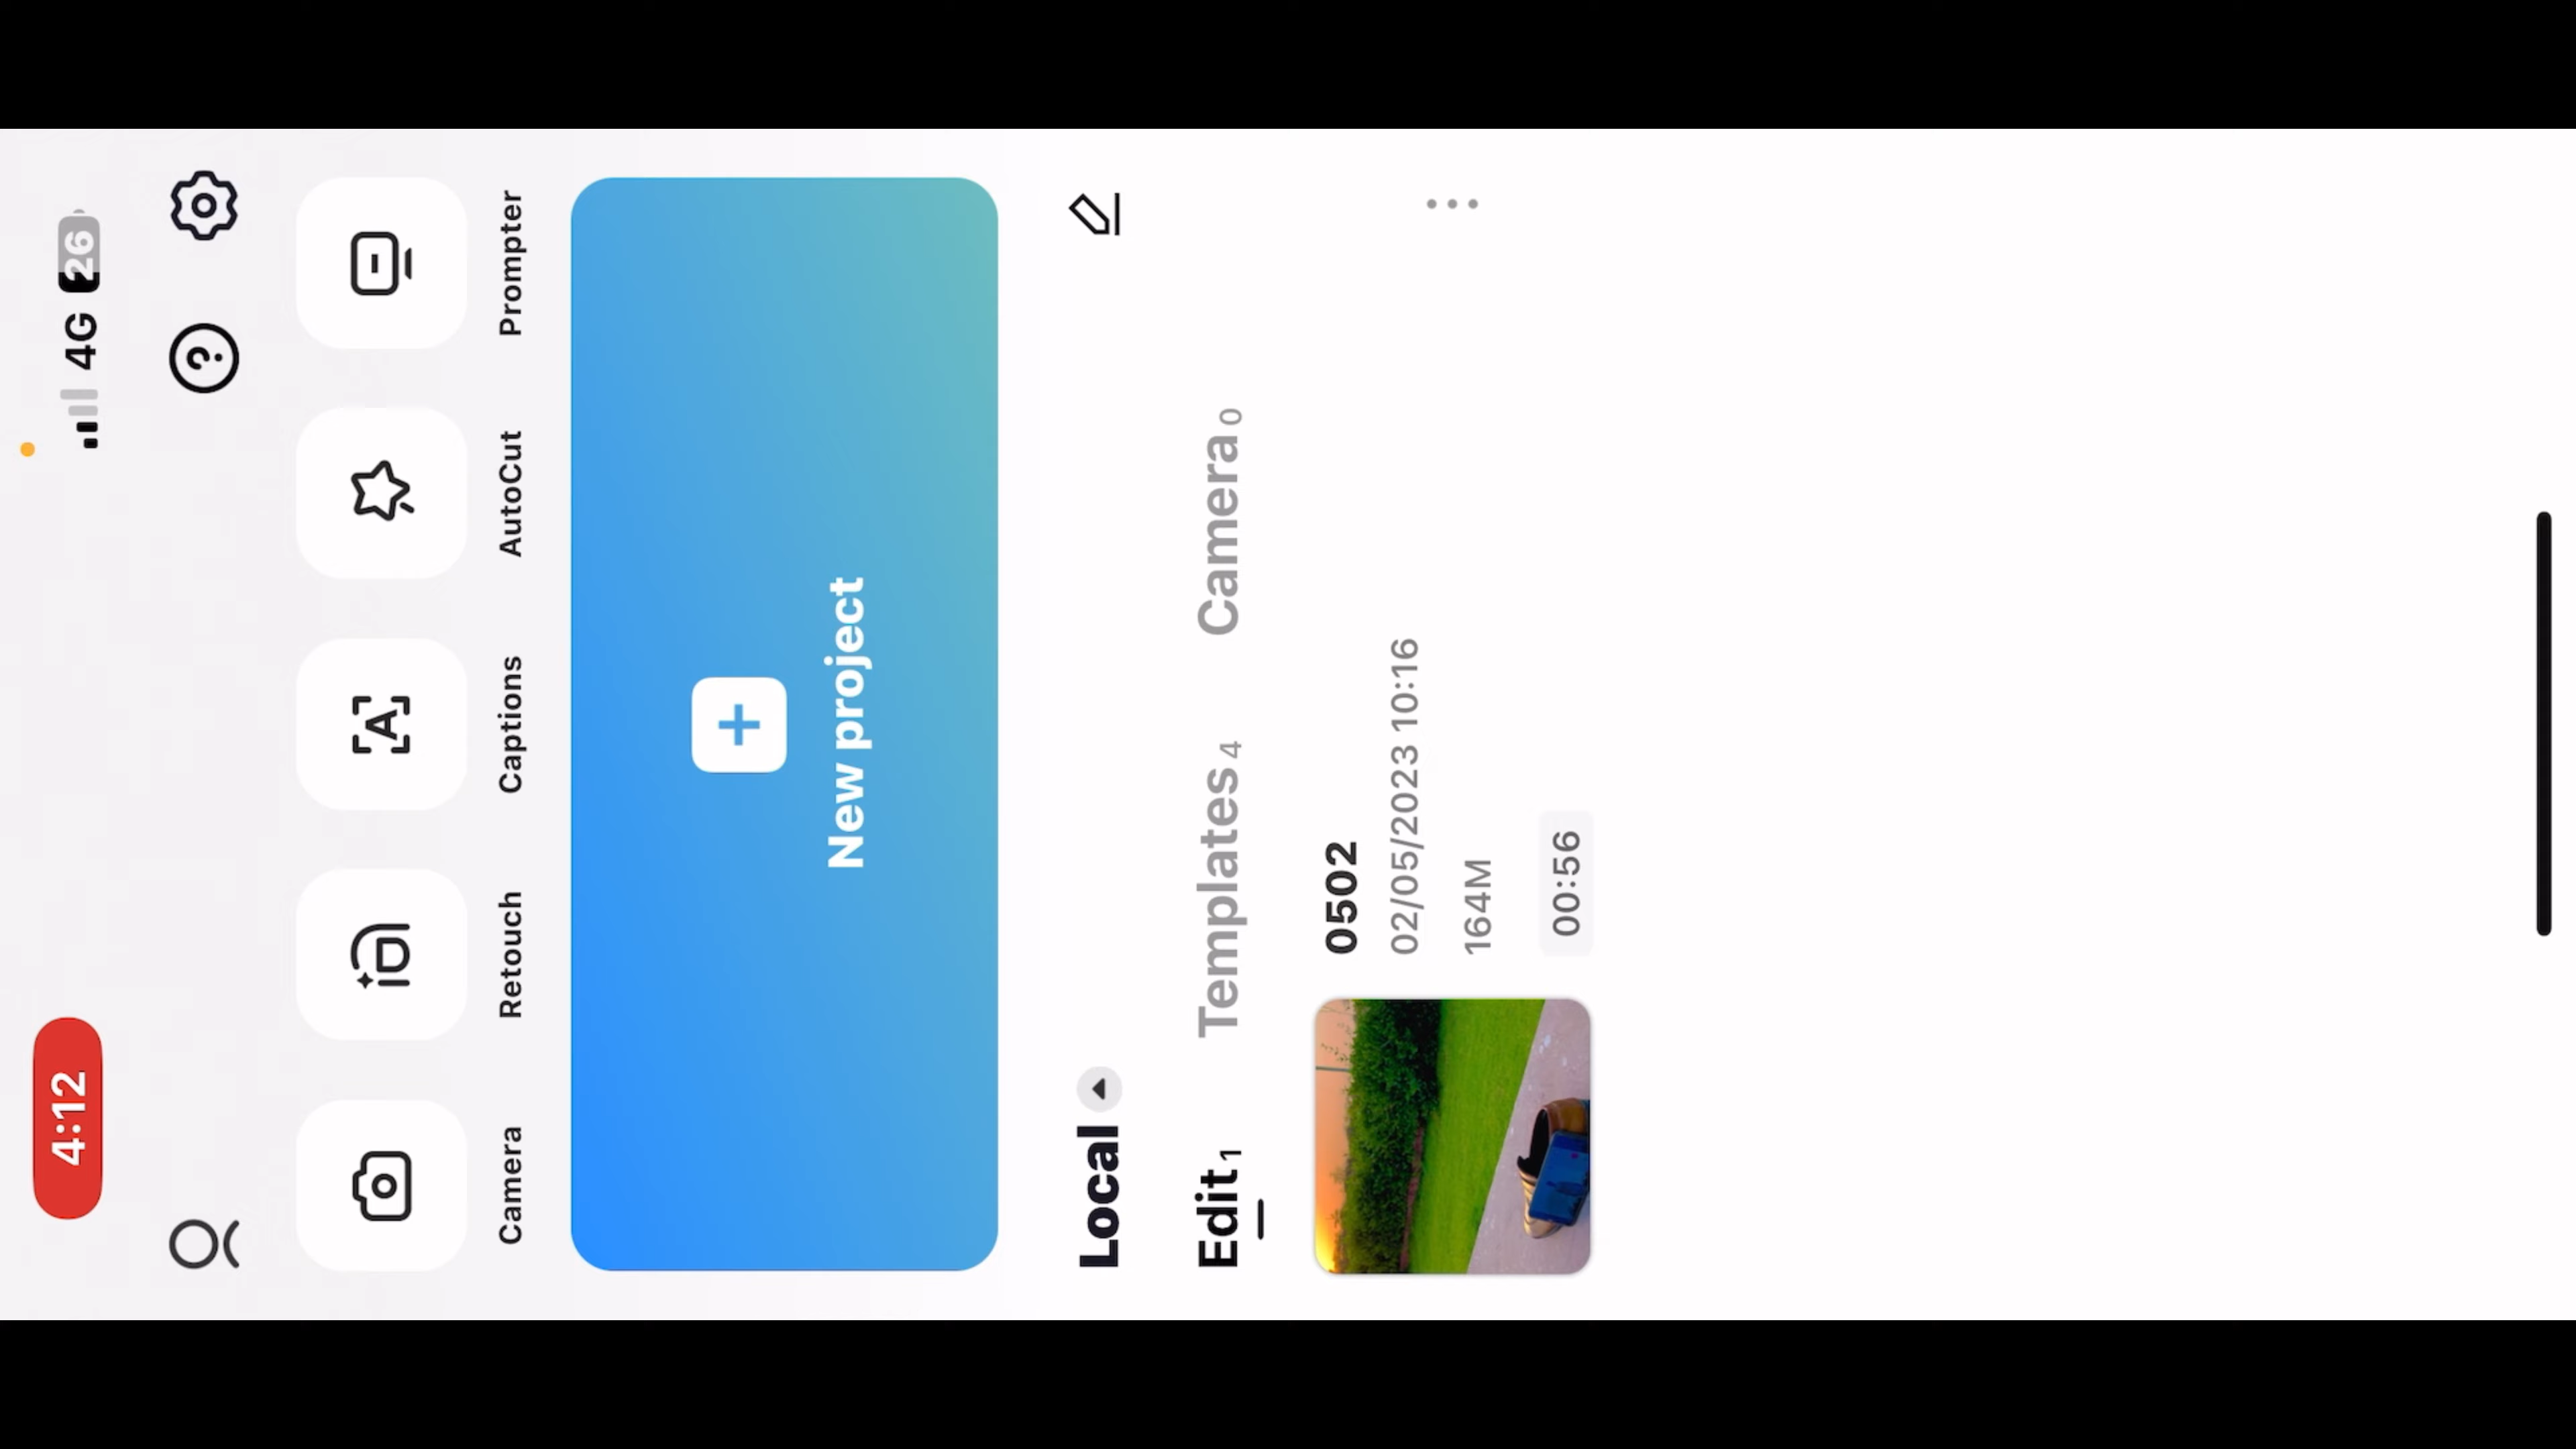 4:12
4G 26
Camera
Retouch
Captions
AutoCut
Prompter
New project
Local
Edit 1
Templates 4
Camera 0
0502
02/05/2023 10:16
164M
00:56